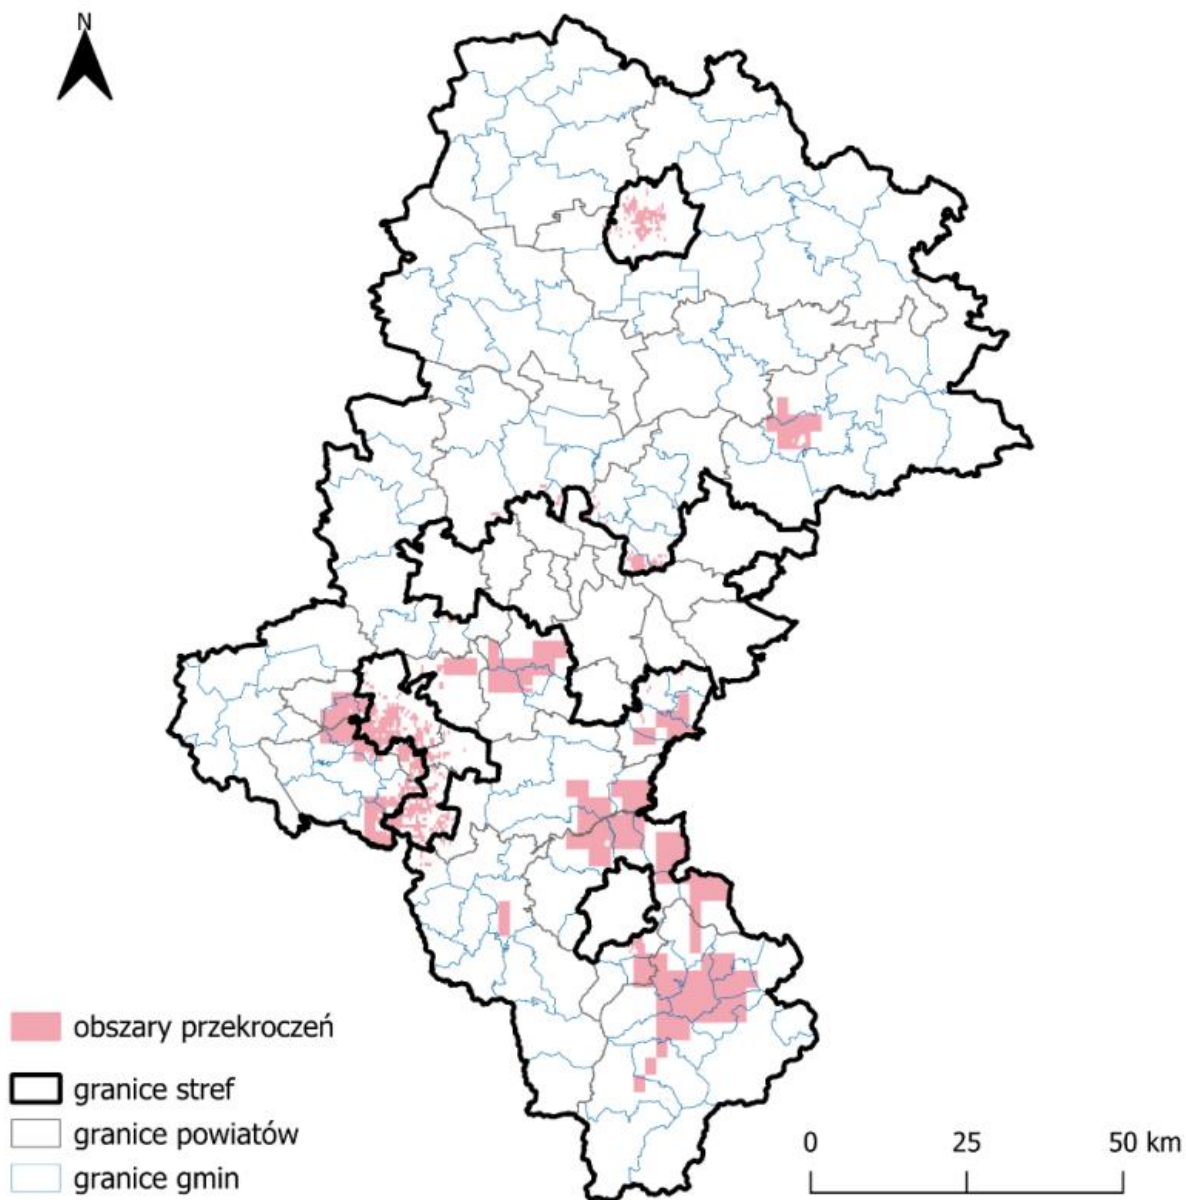 N
obszary przekroczeń
granice stref
granice powiatów
granice gmin
0 25 50 km